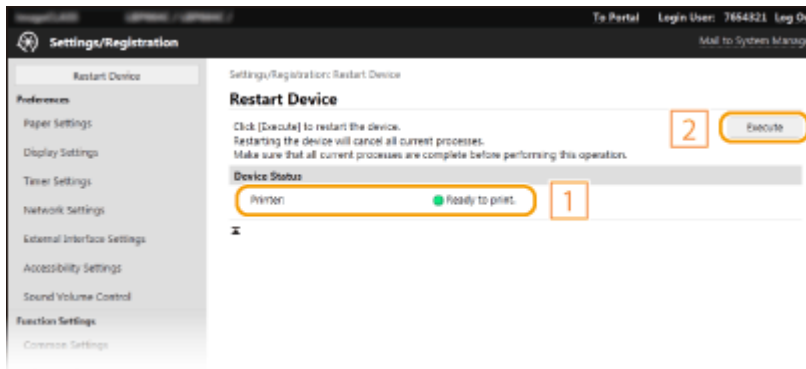 To Portal Login User: 7654321 Log O
Settings/Registration
Mail to System Manag
Restart Device
Preferences
Paper Settings
Display Settings
Timer Settings
Network Settings
External Interface Settings
Accessibility Settings
Sound Volume Control
Function Settings
Common Settings
Settings/Registration: Restart Device
Restart Device
Click [Execute] to restart the device.
Restarting the device will cancel all current processes.
Make sure that all current processes are complete before performing this operation.
2
Execute
Device Status
Printer: Ready to print.
1